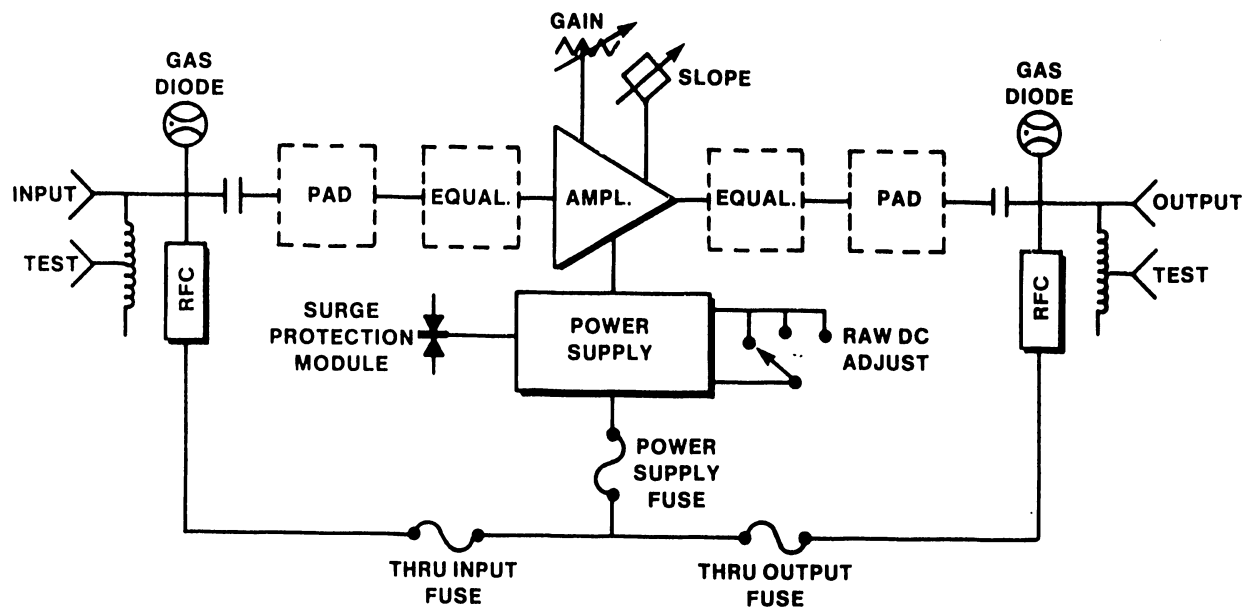 GAIN
GAS
DIODE
SLOPE
GAS
DIODE
INPUT
PAD
EQUAL.
AMPL.
EQUAL.
PAD
OUTPUT
TEST
RFC
RFC
TEST
SURGE
PROTECTION
MODULE
POWER
SUPPLY
RAW DC
ADJUST
POWER
SUPPLY
FUSE
THRU INPUT
FUSE
THRU OUTPUT
FUSE